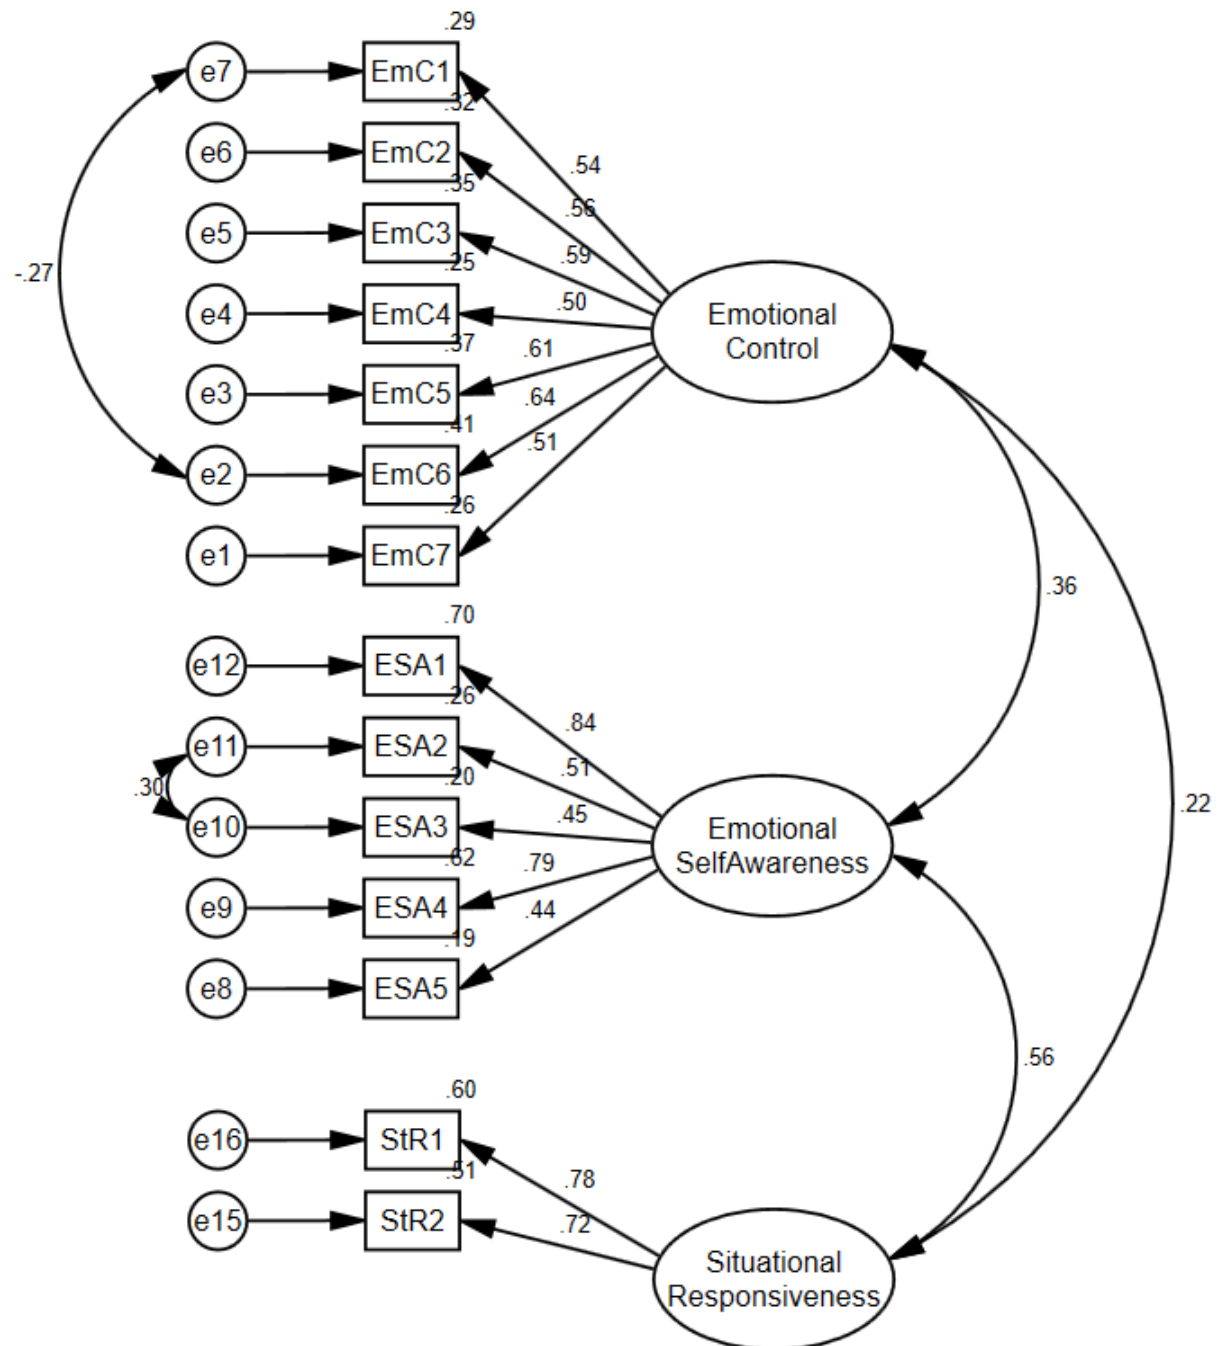 .29
e7
EmC1
.32
e6
EmC2
.54
.35
.56
e5
EmC3
.59
.25
-.27
e4
EmC4
.50
Emotional
Control
.37
.61
e3
EmC5
.64
.41
.51
e2
EmC6
.26
e1
EmC7
.36
.70
e12
ESA1
.26
.84
e11
ESA2
.51
.20
.30
.45
e10
ESA3
Emotional
SelfAwareness
.22
.62
.79
e9
ESA4
.44
.19
e8
ESA5
.56
.60
e16
StR1
.51
.78
e15
StR2
.72
Situational
Responsiveness